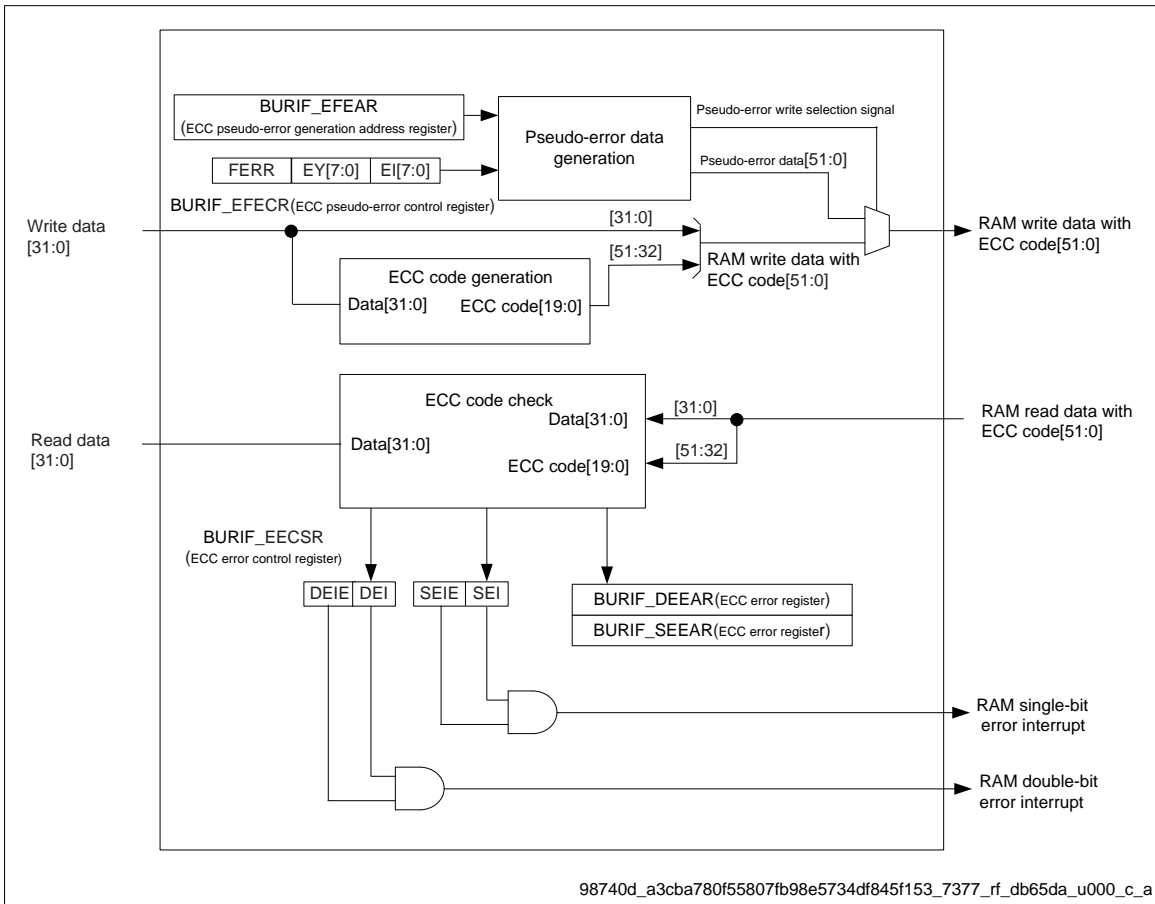 BURIF_EFEAR
(ECC pseudo-error generation address register)
Pseudo-error data
generation
Pseudo-error write selection signal
Pseudo-error data[51:0]
FERR EY[7:0] EI[7:0]
BURIF_EFECR(ECC pseudo-error control register)
Write data
[31:0]
[31:0]
[51:32]
RAM write data with
ECC code[51:0]
RAM write data with
ECC code[51:0]
ECC code generation
Data[31:0] ECC code[19:0]
ECC code check
Data[31:0]
Data[31:0]
ECC code[19:0]
[31:0]
[51:32]
RAM read data with
ECC code[51:0]
Read data
[31:0]
BURIF_EECSR
(ECC error control register)
DEIE DEI SEIE SEI
BURIF_DEEAR(ECC error register)
BURIF_SEEAR(ECC error register)
RAM single-bit
error interrupt
RAM double-bit
error interrupt
98740d_a3cba780f55807fb98e5734df845f153_7377_rf_db65da_u000_c_a